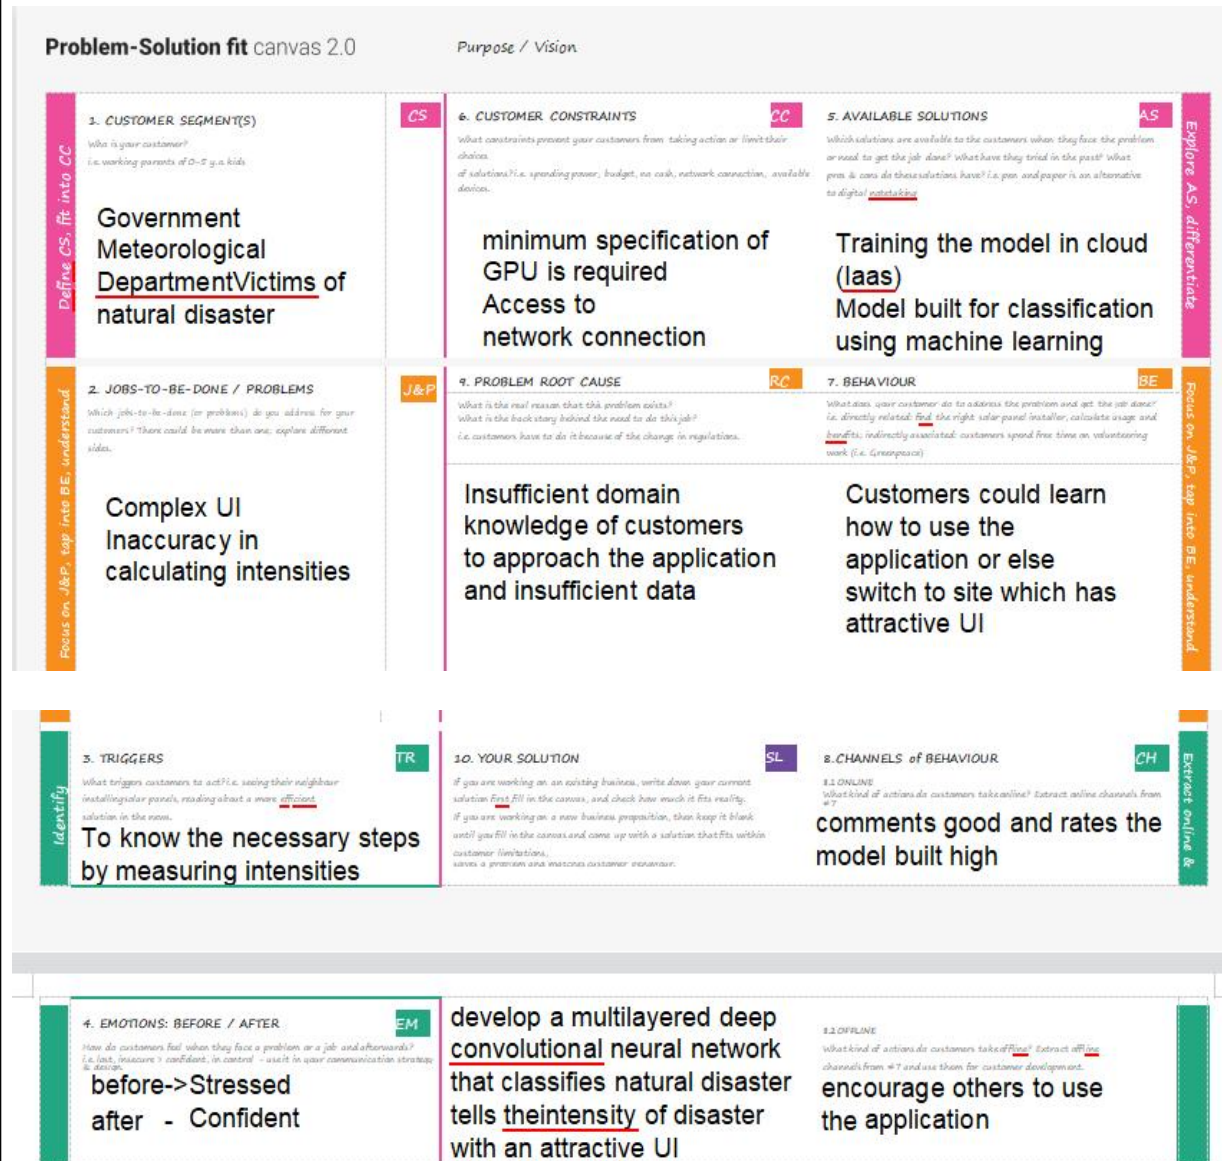 Problem-Solution fit canvas 2.0
Purpose / Vision
Define CS, fit into CC
1. CUSTOMER SEGMENT(S)
CS
Who is your customer?
i.e. working parents of 0-5 y.o. kids
Government
Meteorological
DepartmentVictims of
natural disaster
6. CUSTOMER CONSTRAINTS
CC
What constraints prevent your customers from taking action or limit their
choices
of solutions? i.e. spending power, budget, no cash, network connection, available
devices.
minimum specification of
GPU is required
Access to
network connection
5. AVAILABLE SOLUTIONS
AS
Which solutions are available to the customers when they face the problem
or need to get the job done? What have they tried in the past? What
pros & cons do these solutions have? i.e. pen and paper is an alternative
to digital notetaking
Training the model in cloud
(Iaas)
Model built for classification
using machine learning
Explore AS, differentiate
Focus on J&P, tap into BE, understand
2. JOBS-TO-BE-DONE / PROBLEMS
J&P
Which jobs-to-be-done (or problems) do you address for your
customers? There could be more than one; explore different
sides.
Complex UI
Inaccuracy in
calculating intensities
9. PROBLEM ROOT CAUSE
RC
What is the real reason that this problem exists?
What is the back story behind the need to do this job?
i.e. customers have to do it because of the change in regulations.
Insufficient domain
knowledge of customers
to approach the application
and insufficient data
7. BEHAVIOUR
BE
What does your customer do to address the problem and get the job done?
i.e. directly related: find the right solar panel installer, calculate usage and
benefits; indirectly associated: customers spend free time on volunteering
work (i.e. Greenpeace)
Customers could learn
how to use the
application or else
switch to site which has
attractive UI
Focus on J&P, tap into BE, understand
Identify
3. TRIGGERS
TR
What triggers customers to act? i.e. seeing their neighbour
installing solar panels, reading about a more efficient
solution in the news.
To know the necessary steps
by measuring intensities
10. YOUR SOLUTION
SL
If you are working on an existing business, write down your current
solution first, fill in the canvas, and check how much it fits reality.
If you are working on a new business proposition, then keep it blank
until you fill in the canvas and come up with a solution that fits within
customer limitations,
solves a problem and matches customer behaviour.
8.CHANNELS of BEHAVIOUR
CH
8.1 ONLINE
What kind of actions do customers take online? Extract online channels from
#7
comments good and rates the
model built high
Extract online &
4. EMOTIONS: BEFORE / AFTER
EM
How do customers feel when they face a problem or a job and afterwards?
i.e. lost, insecure > confident, in control - use it in your communication strategy
& design.
before->Stressed
after - Confident
develop a multilayered deep
convolutional neural network
that classifies natural disaster
tells theintensity of disaster
with an attractive UI
8.2 OFFLINE
What kind of actions do customers take offline? Extract offline
channels from #7 and use them for customer development.
encourage others to use
the application